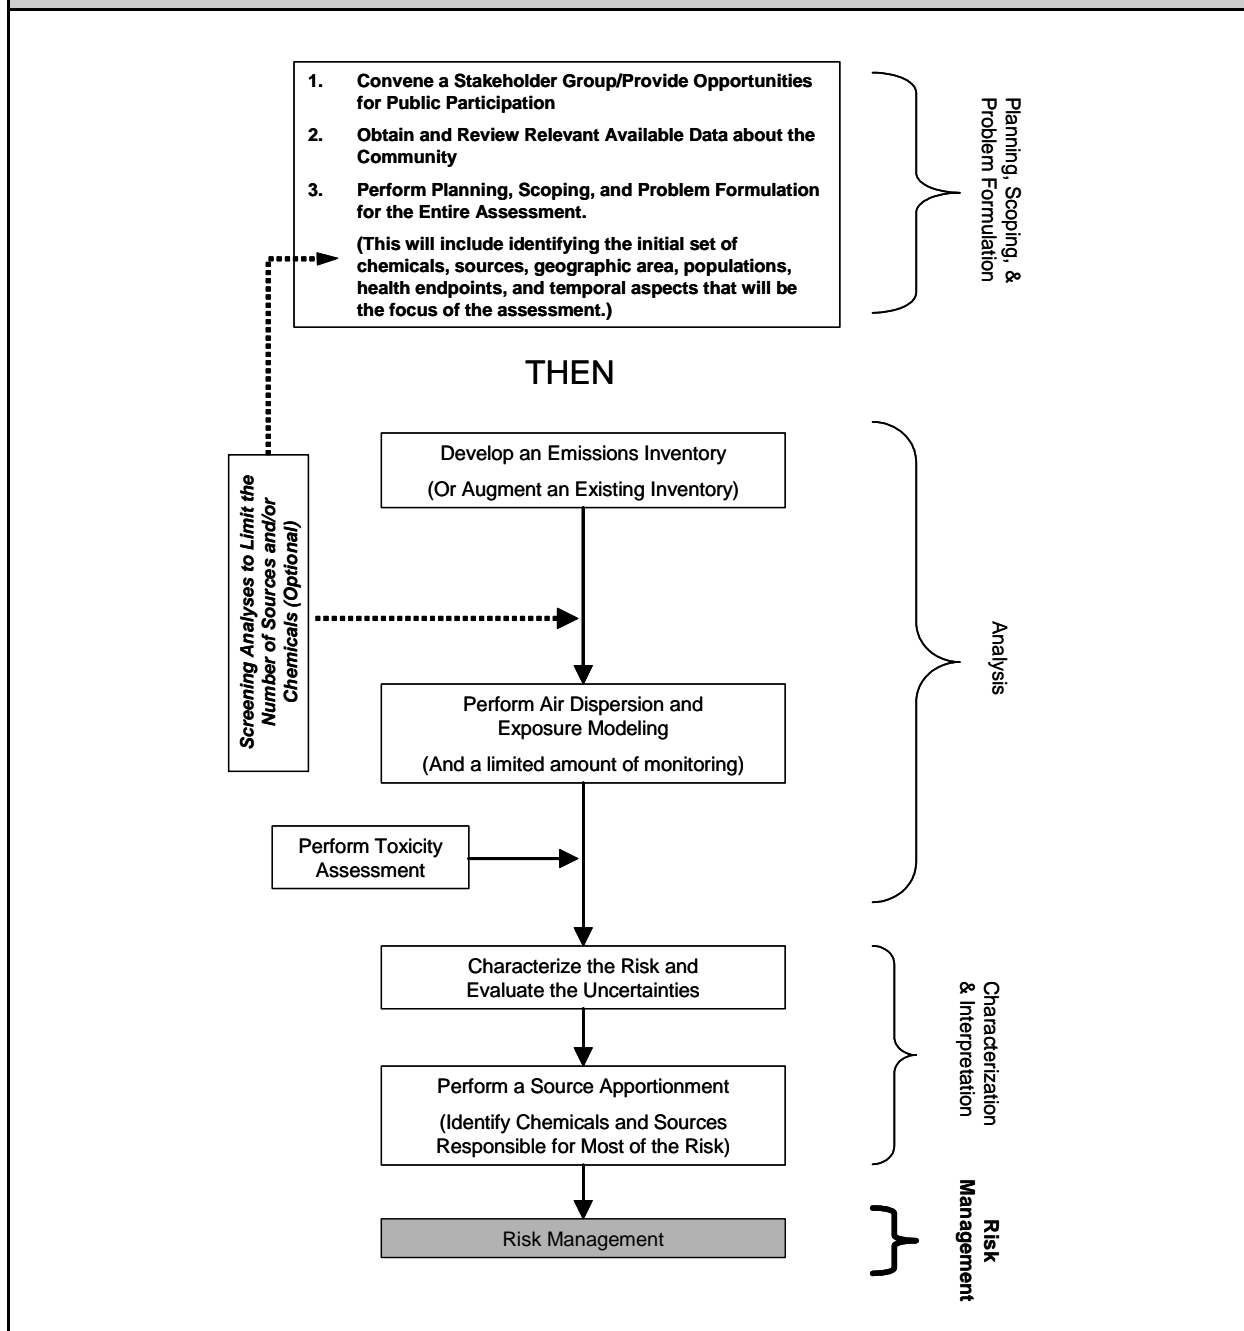 1. Convene a Stakeholder Group/Provide Opportunities
for Public Participation
2. Obtain and Review Relevant Available Data about the
Community
3. Perform Planning, Scoping, and Problem Formulation
for the Entire Assessment.
(This will include identifying the initial set of
chemicals, sources, geographic area, populations,
health endpoints, and temporal aspects that will be
the focus of the assessment.)
Planning, Scoping, &
Problem Formulation
THEN
Develop an Emissions Inventory
(Or Augment an Existing Inventory)
Screening Analyses to Limit the
Number of Sources and/or
Chemicals (Optional)
Analysis
Perform Air Dispersion and
Exposure Modeling
(And a limited amount of monitoring)
Perform Toxicity
Assessment
Characterize the Risk and
Evaluate the Uncertainties
Characterization
& Interpretation
Perform a Source Apportionment
(Identify Chemicals and Sources
Responsible for Most of the Risk)
Risk Management
Risk
Management